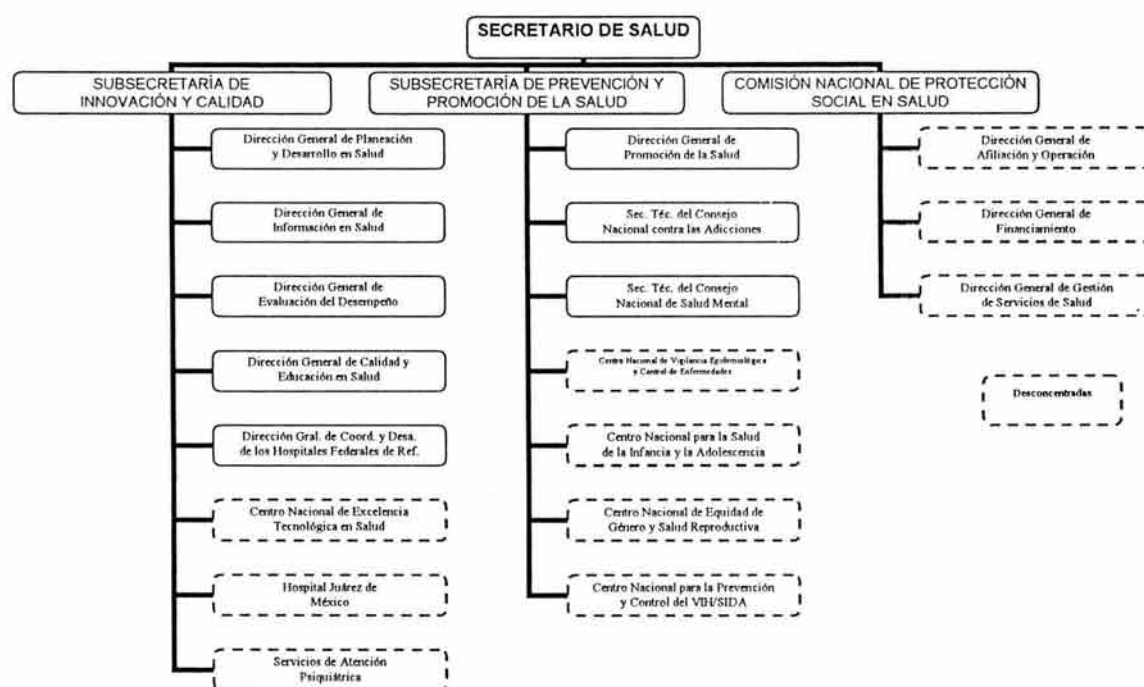 SECRETARIO DE SALUD
SUBSECRETARÍA DE
INNOVACIÓN Y CALIDAD
Dirección General de Planeación
y Desarrollo en Salud
Dirección General de
Información en Salud
Dirección General de
Evaluación del Desempeño
Dirección General de Calidad y
Educación en Salud
Dirección Gral. de Coord. y Desa.
de los Hospitales Federales de Ref.
Centro Nacional de Excelencia
Tecnológica en Salud
Hospital Juárez de
México
Servicios de Atención
Psiquiátrica
SUBSECRETARÍA DE PREVENCIÓN Y
PROMOCIÓN DE LA SALUD
Dirección General de
Promoción de la Salud
Sec. Téc. del Consejo
Nacional contra las Adicciones
Sec. Téc. del Consejo
Nacional de Salud Mental
Centro Nacional de Vigilancia Epidemiológica
y Control de Enfermedades
Centro Nacional para la Salud
de la Infancia y la Adolescencia
Centro Nacional de Equidad de
Género y Salud Reproductiva
Centro Nacional para la Prevención
y Control del VIH/SIDA
COMISIÓN NACIONAL DE PROTECCIÓN
SOCIAL EN SALUD
Dirección General de
Afiliación y Operación
Dirección General de
Financiamiento
Dirección General de Gestión
de Servicios de Salud
Desconcentradas